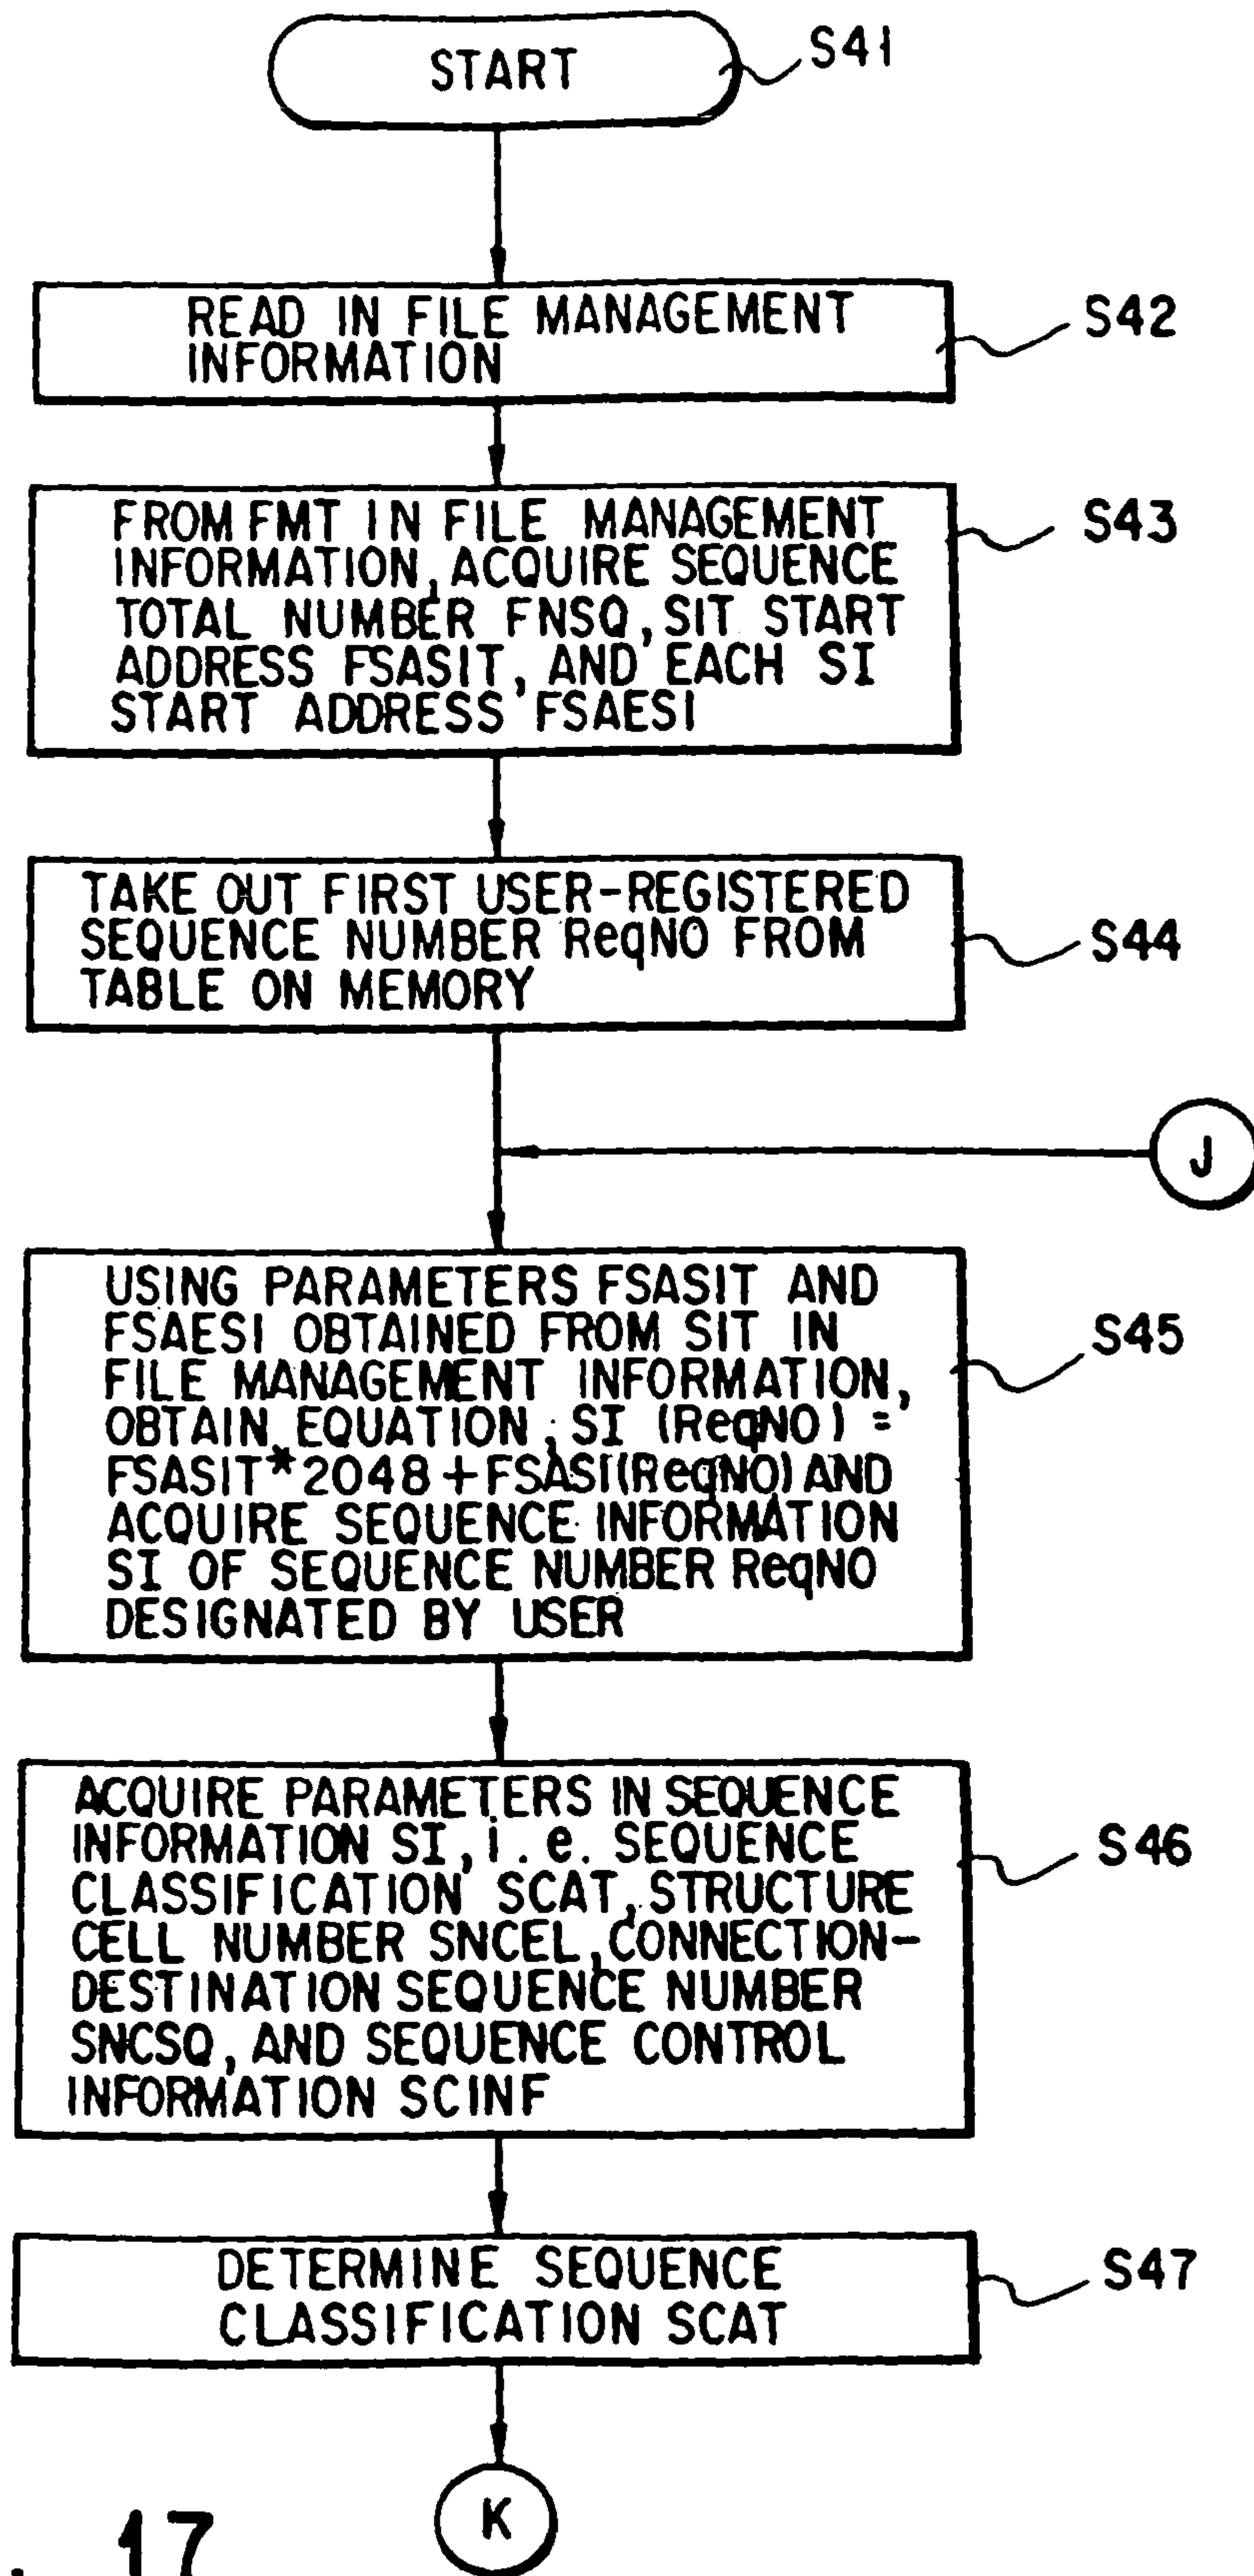 START
S41
READ IN FILE MANAGEMENT
INFORMATION
S42
FROM FMT IN FILE MANAGEMENT
INFORMATION, ACQUIRE SEQUENCE
TOTAL NUMBER FNSQ, SIT START
ADDRESS FSASIT, AND EACH SI
START ADDRESS FSAESI
S43
TAKE OUT FIRST USER-REGISTERED
SEQUENCE NUMBER ReqNO FROM
TABLE ON MEMORY
S44
J
USING PARAMETERS FSASIT AND
FSAESI OBTAINED FROM SIT IN
FILE MANAGEMENT INFORMATION,
OBTAIN EQUATION; SI (ReqNO) =
FSASIT*2048+FSASI(ReqNO) AND
ACQUIRE SEQUENCE INFORMATION
SI OF SEQUENCE NUMBER ReqNO
DESIGNATED BY USER
S45
ACQUIRE PARAMETERS IN SEQUENCE
INFORMATION SI, i.e. SEQUENCE
CLASSIFICATION SCAT, STRUCTURE
CELL NUMBER SNCEL, CONNECTION-
DESTINATION SEQUENCE NUMBER
SNCSQ, AND SEQUENCE CONTROL
INFORMATION SCINF
S46
DETERMINE SEQUENCE
CLASSIFICATION SCAT
S47
K
17